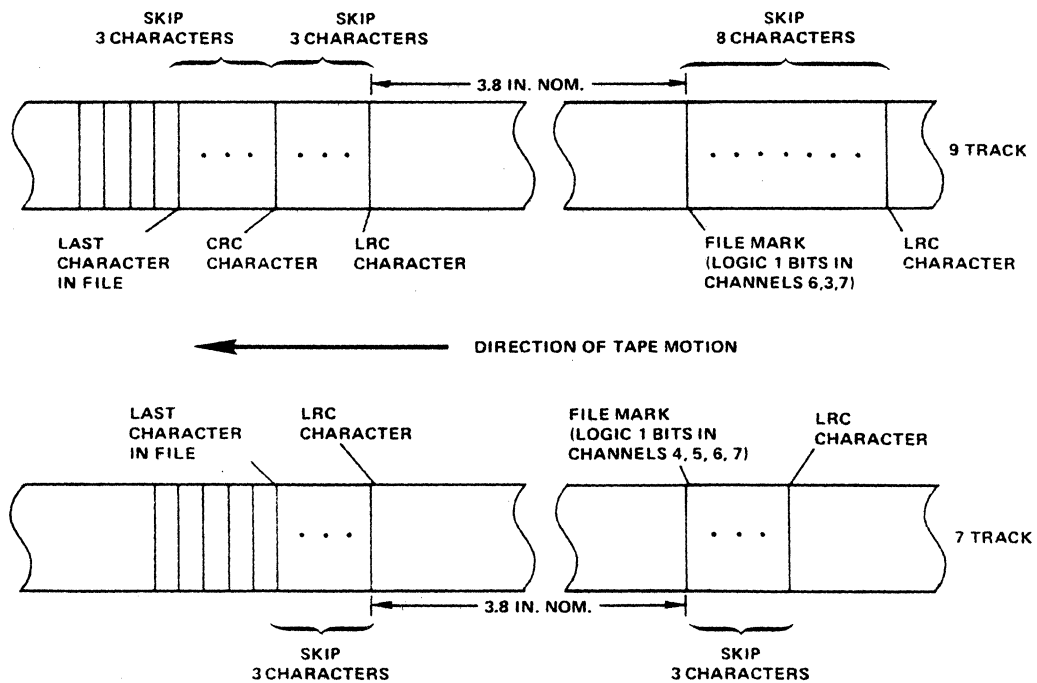 SKIP
3 CHARACTERS
SKIP
3 CHARACTERS
SKIP
8 CHARACTERS
3.8 IN. NOM.
9 TRACK
LAST
CHARACTER
IN FILE
CRC
CHARACTER
LRC
CHARACTER
FILE MARK
(LOGIC 1 BITS IN
CHANNELS 6,3,7)
LRC
CHARACTER
DIRECTION OF TAPE MOTION
LAST
CHARACTER
IN FILE
LRC
CHARACTER
FILE MARK
(LOGIC 1 BITS IN
CHANNELS 4, 5, 6, 7)
LRC
CHARACTER
7 TRACK
3.8 IN. NOM.
SKIP
3 CHARACTERS
SKIP
3 CHARACTERS